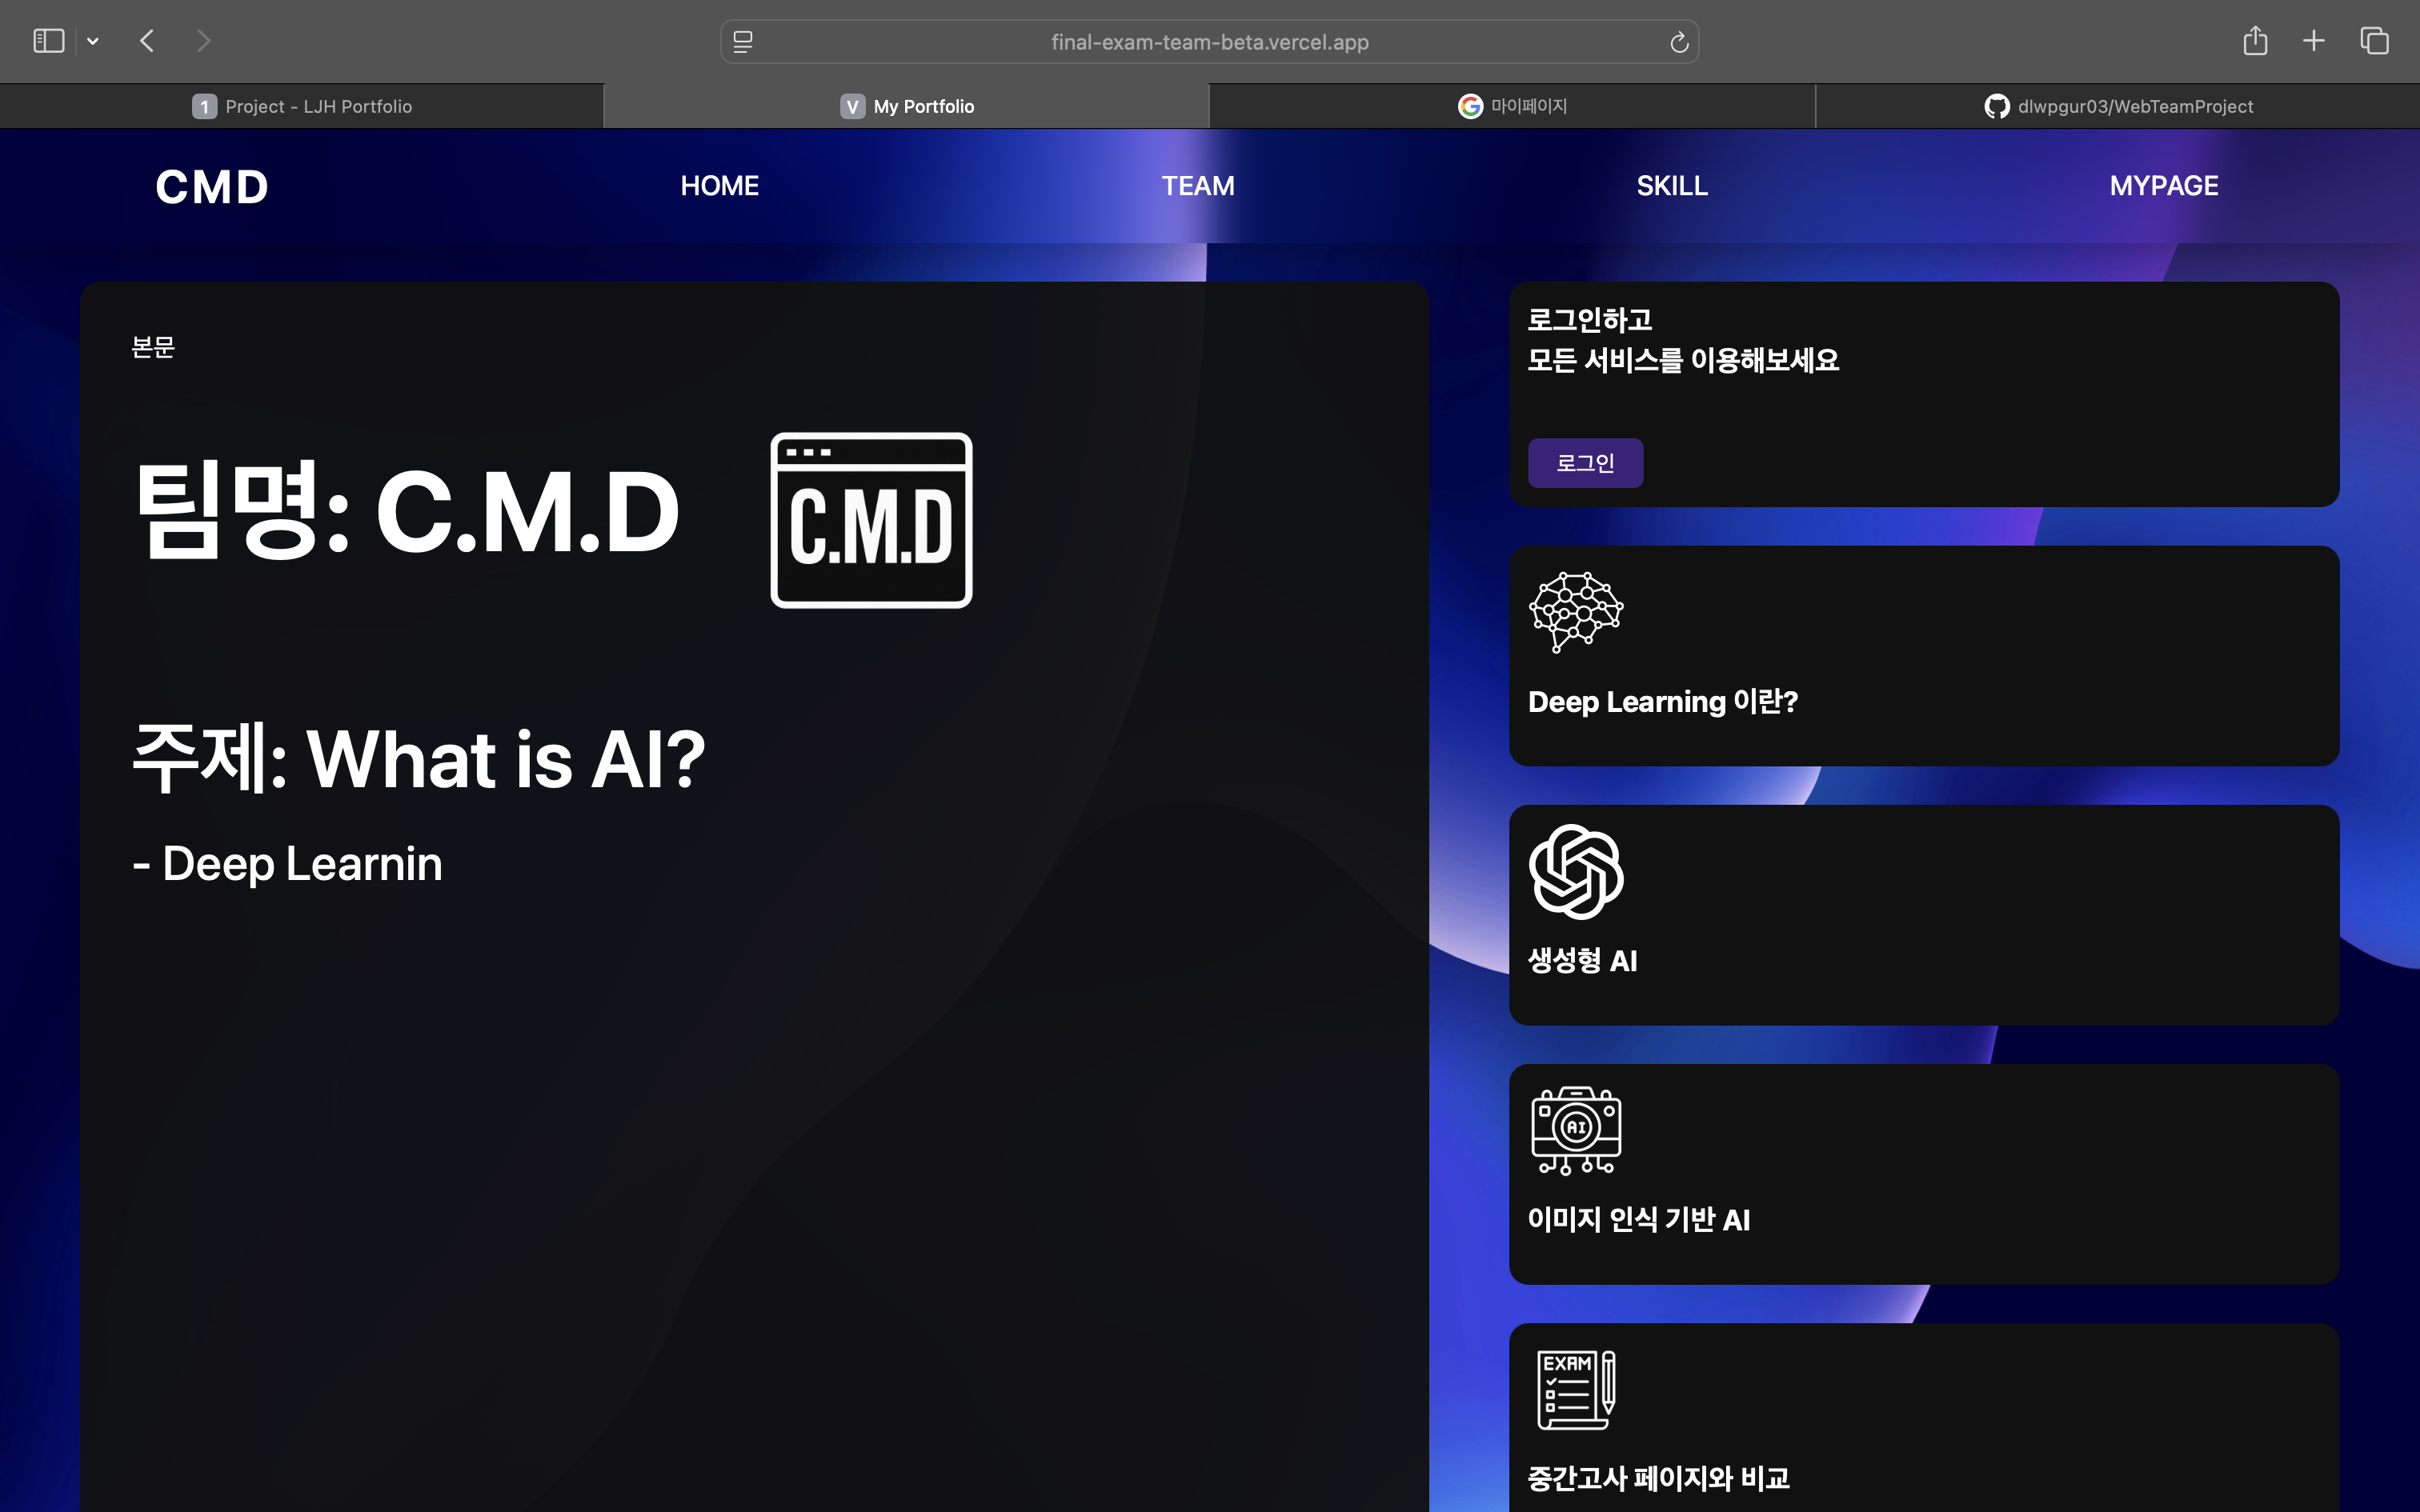 final-exam-team-beta.vercel.app
1 Project - LJH Portfolio
V My Portfolio
G 마이페이지
dlwpgur03/WebTeamProject
CMD
HOME
TEAM
SKILL
MYPAGE
본문
팀명: C.M.D
C.M.D
주제: What is AI?
- Deep Learnin
로그인하고
모든 서비스를 이용해보세요
로그인
Deep Learning 이란?
생성형 AI
AI
이미지 인식 기반 AI
EXAM
중간고사 페이지와 비교